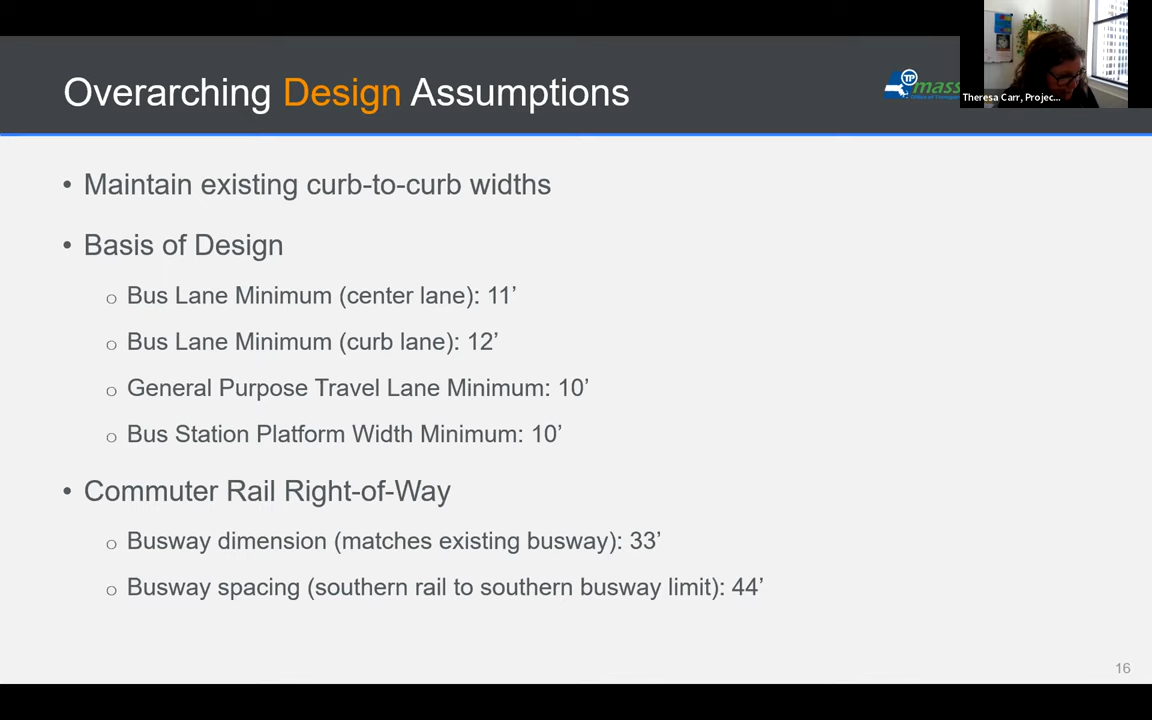 Overarching Design Assumptions
TP
mass
Theresa Carr, Projec...
• Maintain existing curb-to-curb widths
• Basis of Design
o Bus Lane Minimum (center lane): 11’
o Bus Lane Minimum (curb lane): 12’
o General Purpose Travel Lane Minimum: 10’
o Bus Station Platform Width Minimum: 10’
• Commuter Rail Right-of-Way
o Busway dimension (matches existing busway): 33’
o Busway spacing (southern rail to southern busway limit): 44’
16